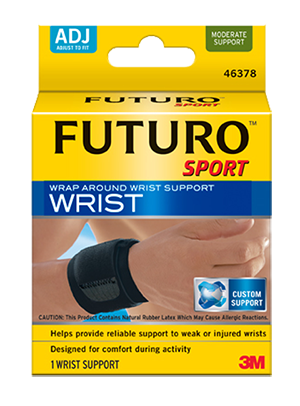 ADJ
ADJUST TO FIT
MODERATE
SUPPORT
46378
FUTURO
SPORT
FUTURO™
SPORT
WRAP AROUND WRIST SUPPORT
WRIST
CUSTOM
SUPPORT
CAUTION: This Product Contains Natural Rubber Latex Which May Cause Allergic Reactions.
Helps provide reliable support to weak or injured wrists
Designed for comfort during activity
1 WRIST SUPPORT
3M